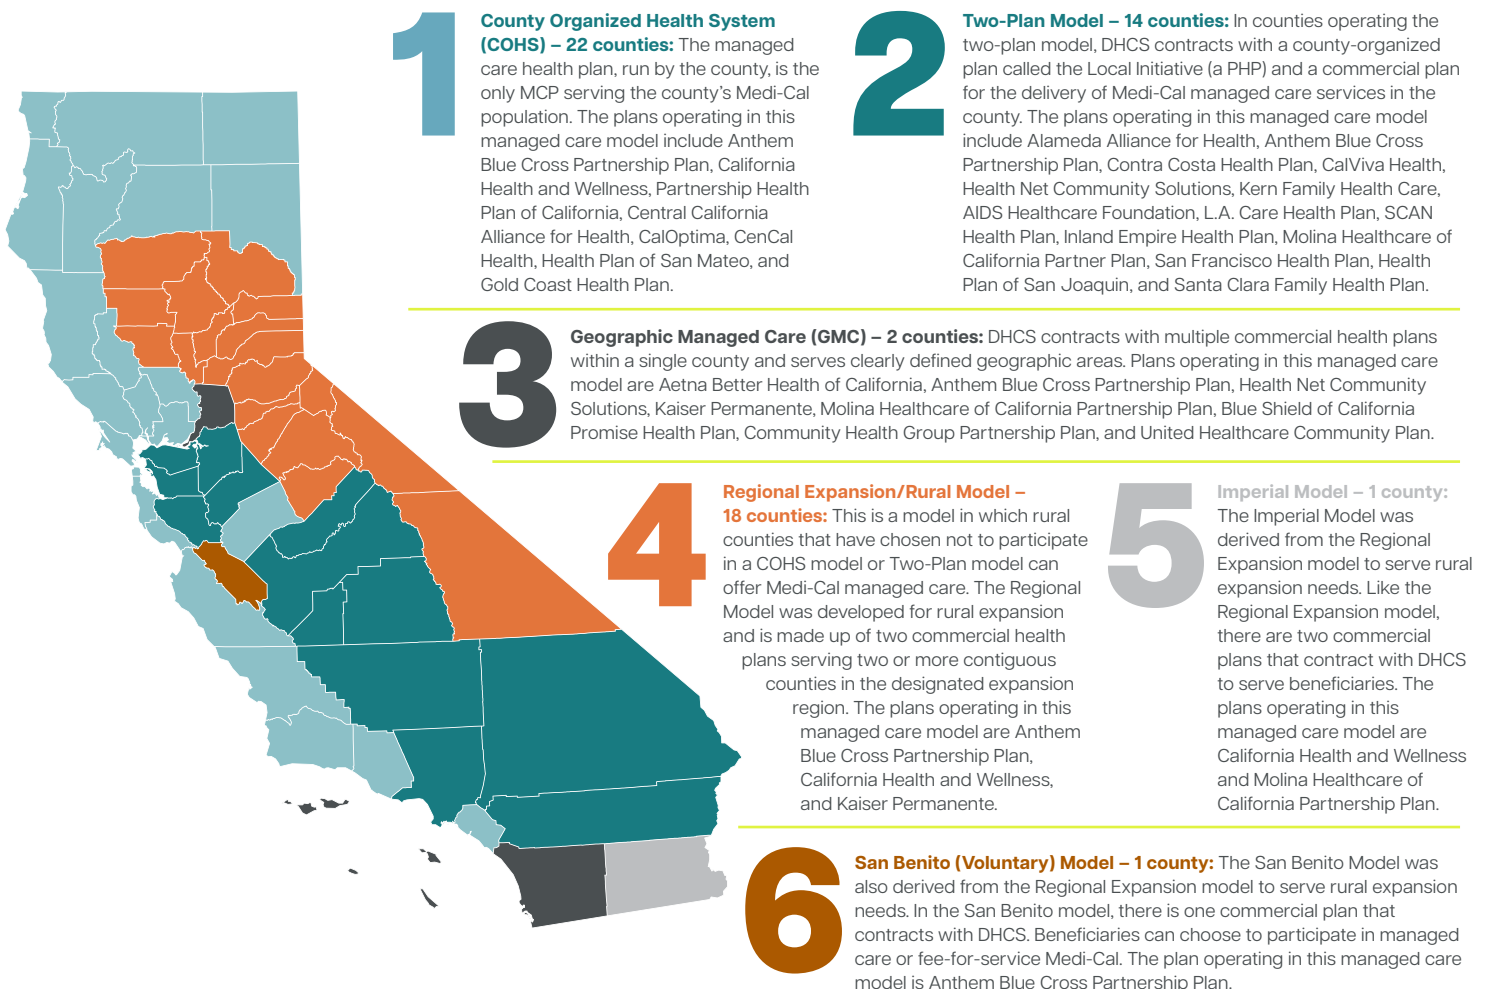 1
County Organized Health System
(COHS) – 22 counties: The managed
care health plan, run by the county, is the
only MCP serving the county’s Medi-Cal
population. The plans operating in this
managed care model include Anthem
Blue Cross Partnership Plan, California
Health and Wellness, Partnership Health
Plan of California, Central California
Alliance for Health, CalOptima, CenCal
Health, Health Plan of San Mateo, and
Gold Coast Health Plan.
2
Two-Plan Model – 14 counties: In counties operating the
two-plan model, DHCS contracts with a county-organized
plan called the Local Initiative (a PHP) and a commercial plan
for the delivery of Medi-Cal managed care services in the
county. The plans operating in this managed care model
include Alameda Alliance for Health, Anthem Blue Cross
Partnership Plan, Contra Costa Health Plan, CalViva Health,
Health Net Community Solutions, Kern Family Health Care,
AIDS Healthcare Foundation, L.A. Care Health Plan, SCAN
Health Plan, Inland Empire Health Plan, Molina Healthcare of
California Partner Plan, San Francisco Health Plan, Health
Plan of San Joaquin, and Santa Clara Family Health Plan.
3
Geographic Managed Care (GMC) – 2 counties: DHCS contracts with multiple commercial health plans
within a single county and serves clearly defined geographic areas. Plans operating in this managed care
model are Aetna Better Health of California, Anthem Blue Cross Partnership Plan, Health Net Community
Solutions, Kaiser Permanente, Molina Healthcare of California Partnership Plan, Blue Shield of California
Promise Health Plan, Community Health Group Partnership Plan, and United Healthcare Community Plan.
4
Regional Expansion/Rural Model –
18 counties: This is a model in which rural
counties that have chosen not to participate
in a COHS model or Two-Plan model can
offer Medi-Cal managed care. The Regional
Model was developed for rural expansion
and is made up of two commercial health
plans serving two or more contiguous
counties in the designated expansion
region. The plans operating in this
managed care model are Anthem
Blue Cross Partnership Plan,
California Health and Wellness,
and Kaiser Permanente.
5
Imperial Model – 1 county:
The Imperial Model was
derived from the Regional
Expansion model to serve rural
expansion needs. Like the
Regional Expansion model,
there are two commercial
plans that contract with DHCS
to serve beneficiaries. The
plans operating in this
managed care model are
California Health and Wellness
and Molina Healthcare of
California Partnership Plan.
6
San Benito (Voluntary) Model – 1 county: The San Benito Model was
also derived from the Regional Expansion model to serve rural expansion
needs. In the San Benito model, there is one commercial plan that
contracts with DHCS. Beneficiaries can choose to participate in managed
care or fee-for-service Medi-Cal. The plan operating in this managed care
model is Anthem Blue Cross Partnership Plan.